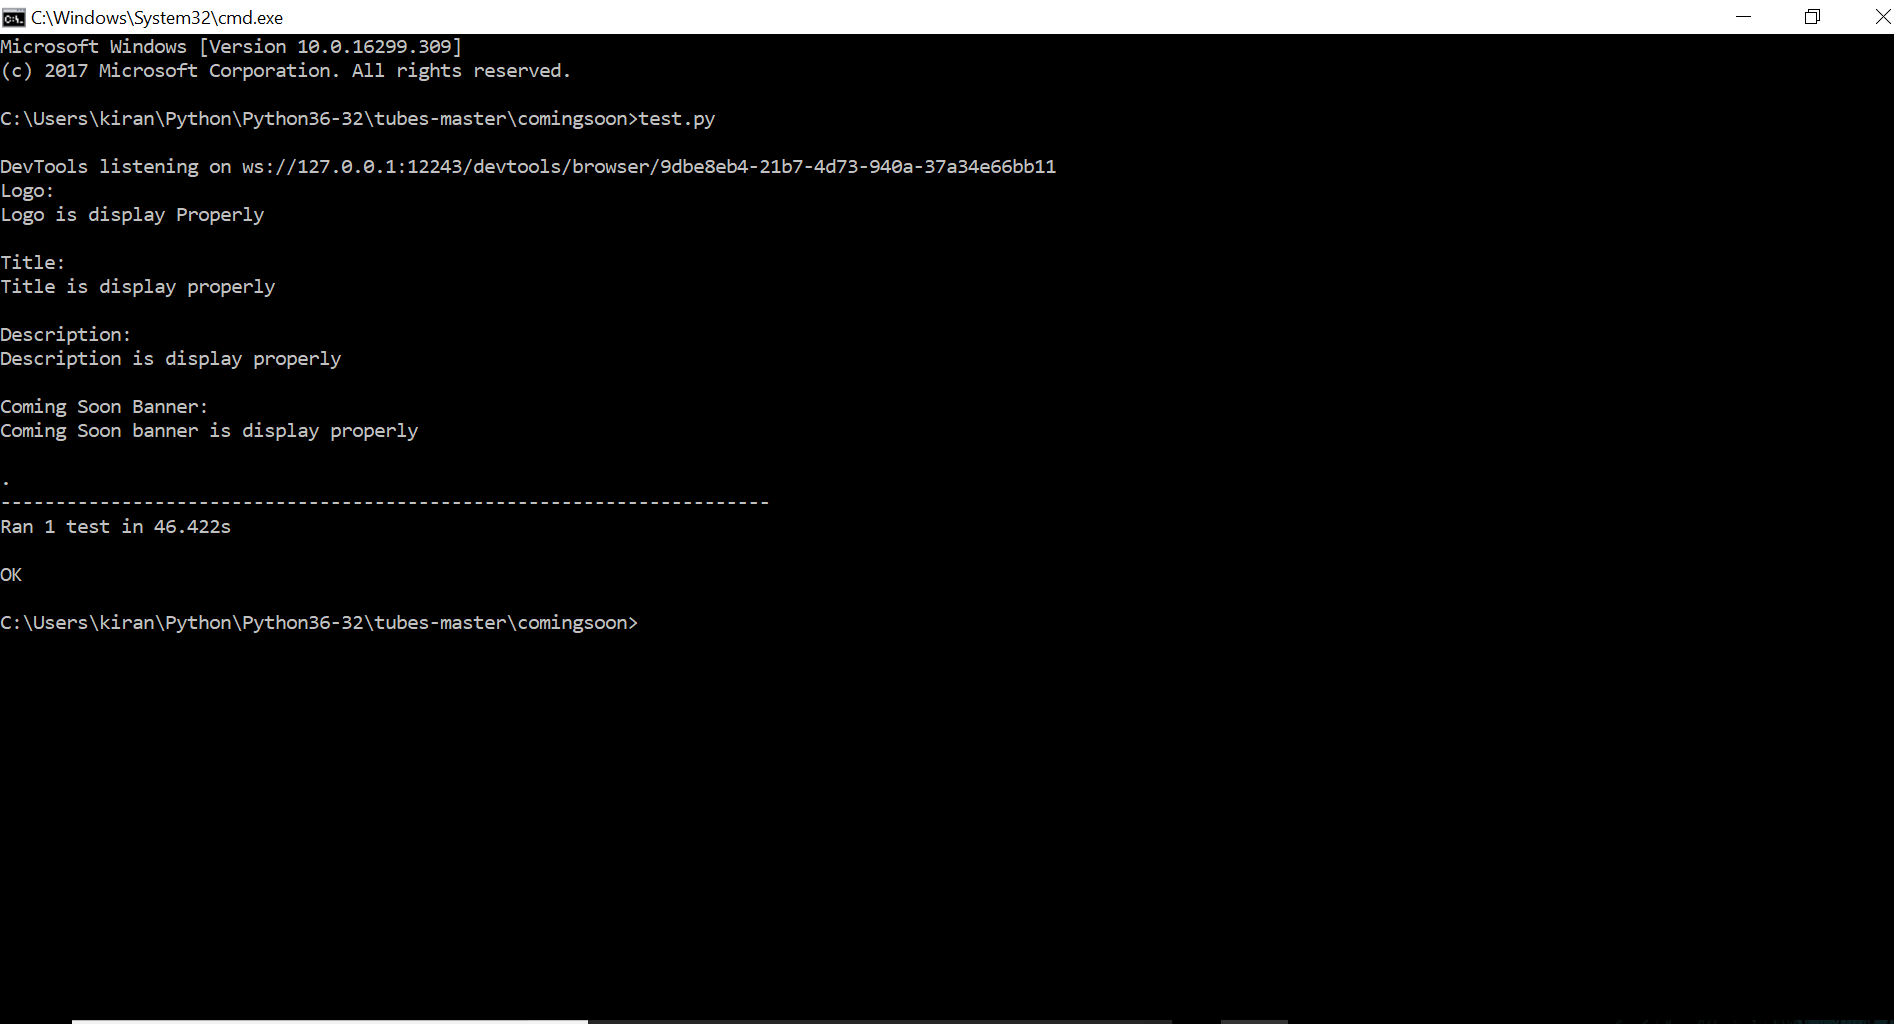 C:\Windows\System32\cmd.exe
Microsoft Windows [Version 10.0.16299.309]
(c) 2017 Microsoft Corporation. All rights reserved.
C:\Users\kiran\Python\Python36-32\tubes-master\comingsoon>test.py
DevTools listening on ws://127.0.0.1:12243/devtools/browser/9dbe8eb4-21b7-4d73-940a-37a34e66bb11
Logo:
Logo is display Properly
Title:
Title is display properly
Description:
Description is display properly
Coming Soon Banner:
Coming Soon banner is display properly
.
----------------------------------------------------------------------
Ran 1 test in 46.422s
OK
C:\Users\kiran\Python\Python36-32\tubes-master\comingsoon>